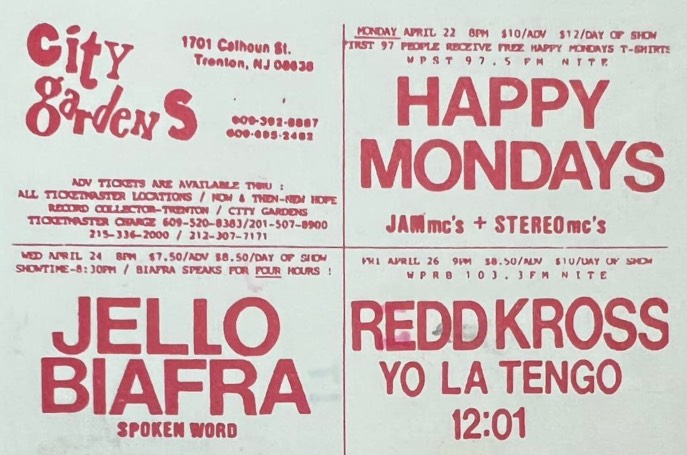 City
gardens
1701 Calhoun St.
Trenton, NJ 08638
609-392-8887
609-695-2482
ADV TICKETS ARE AVAILABLE THRU :
ALL TICKETMASTER LOCATIONS / NOW & THEN-NEW HOPE
RECORD COLLECTOR-TRENTON / CITY GARDENS
TICKETMASTER CHARGE 609-520-8383/201-507-8900
215-336-2000 / 212-307-7171
MONDAY APRIL 22 8PM $10/ADV $12/DAY OF SHOW
FIRST 97 PEOPLE RECEIVE FREE HAPPY MONDAYS T-SHIRTS
WPST 97.5 FM NITE
HAPPY
MONDAYS
JAM mc's + STEREO mc's
WED APRIL 24 8PM $7.50/ADV $8.50/DAY OF SHOW
SHOWTIME-8:30PM / BIAFRA SPEAKS FOR FOUR HOURS !
JELLO
BIAFRA
SPOKEN WORD
FRI APRIL 26 9PM $8.50/ADV $10/DAY OF SHOW
WPRB 103.3FM NITE
REDD KROSS
YO LA TENGO
12:01